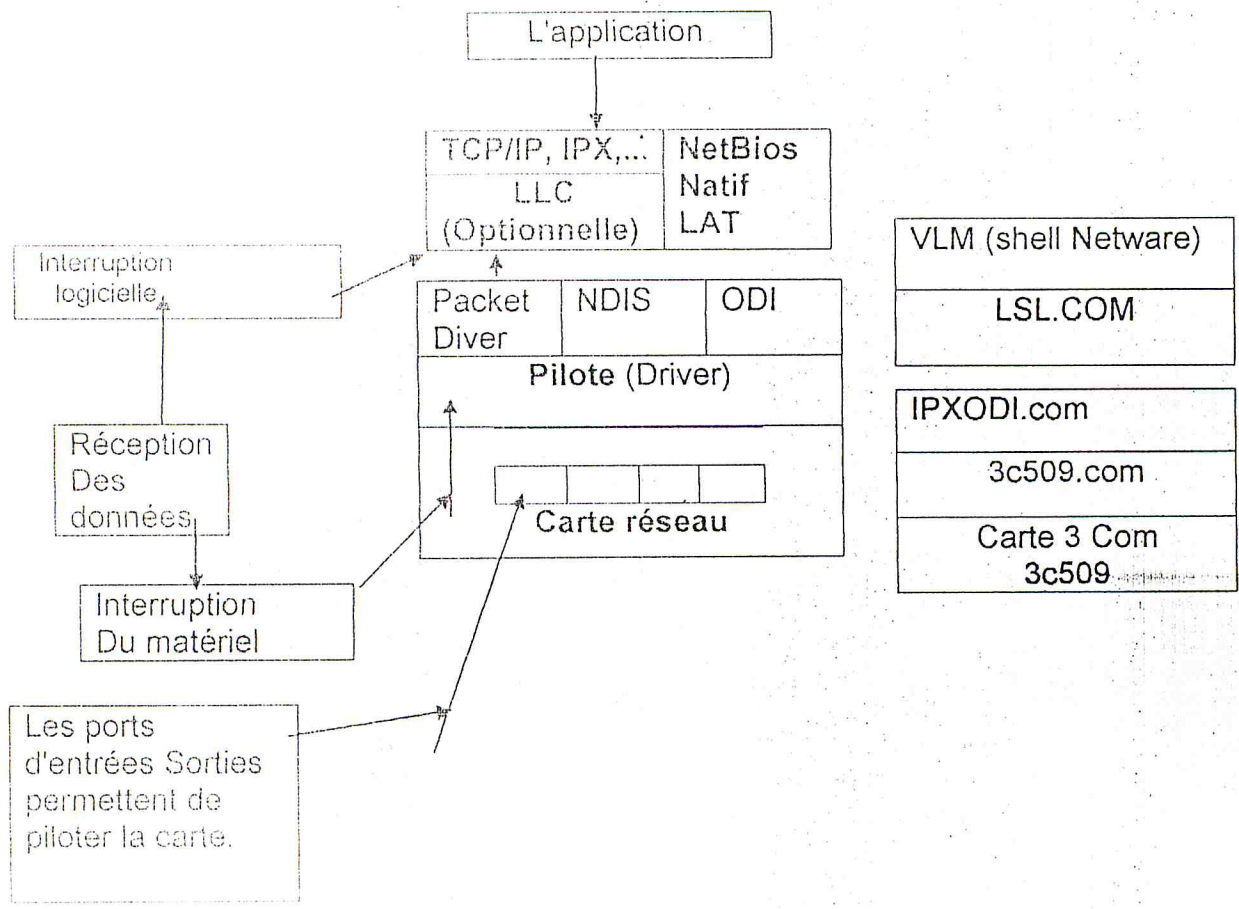 L'application
TCP/IP, IPX,...
LLC
(Optionnelle)
NetBios
Natif
LAT
Interruption
logicielle
Packet
Diver
NDIS
ODI
Pilote (Driver)
Carte réseau
Réception
Des
données
Interruption
Du matériel
Les ports
d'entrées Sorties
permettent de
piloter la carte.
VLM (shell Netware)
LSL.COM
IPXODI.com
3c509.com
Carte 3 Com
3c509